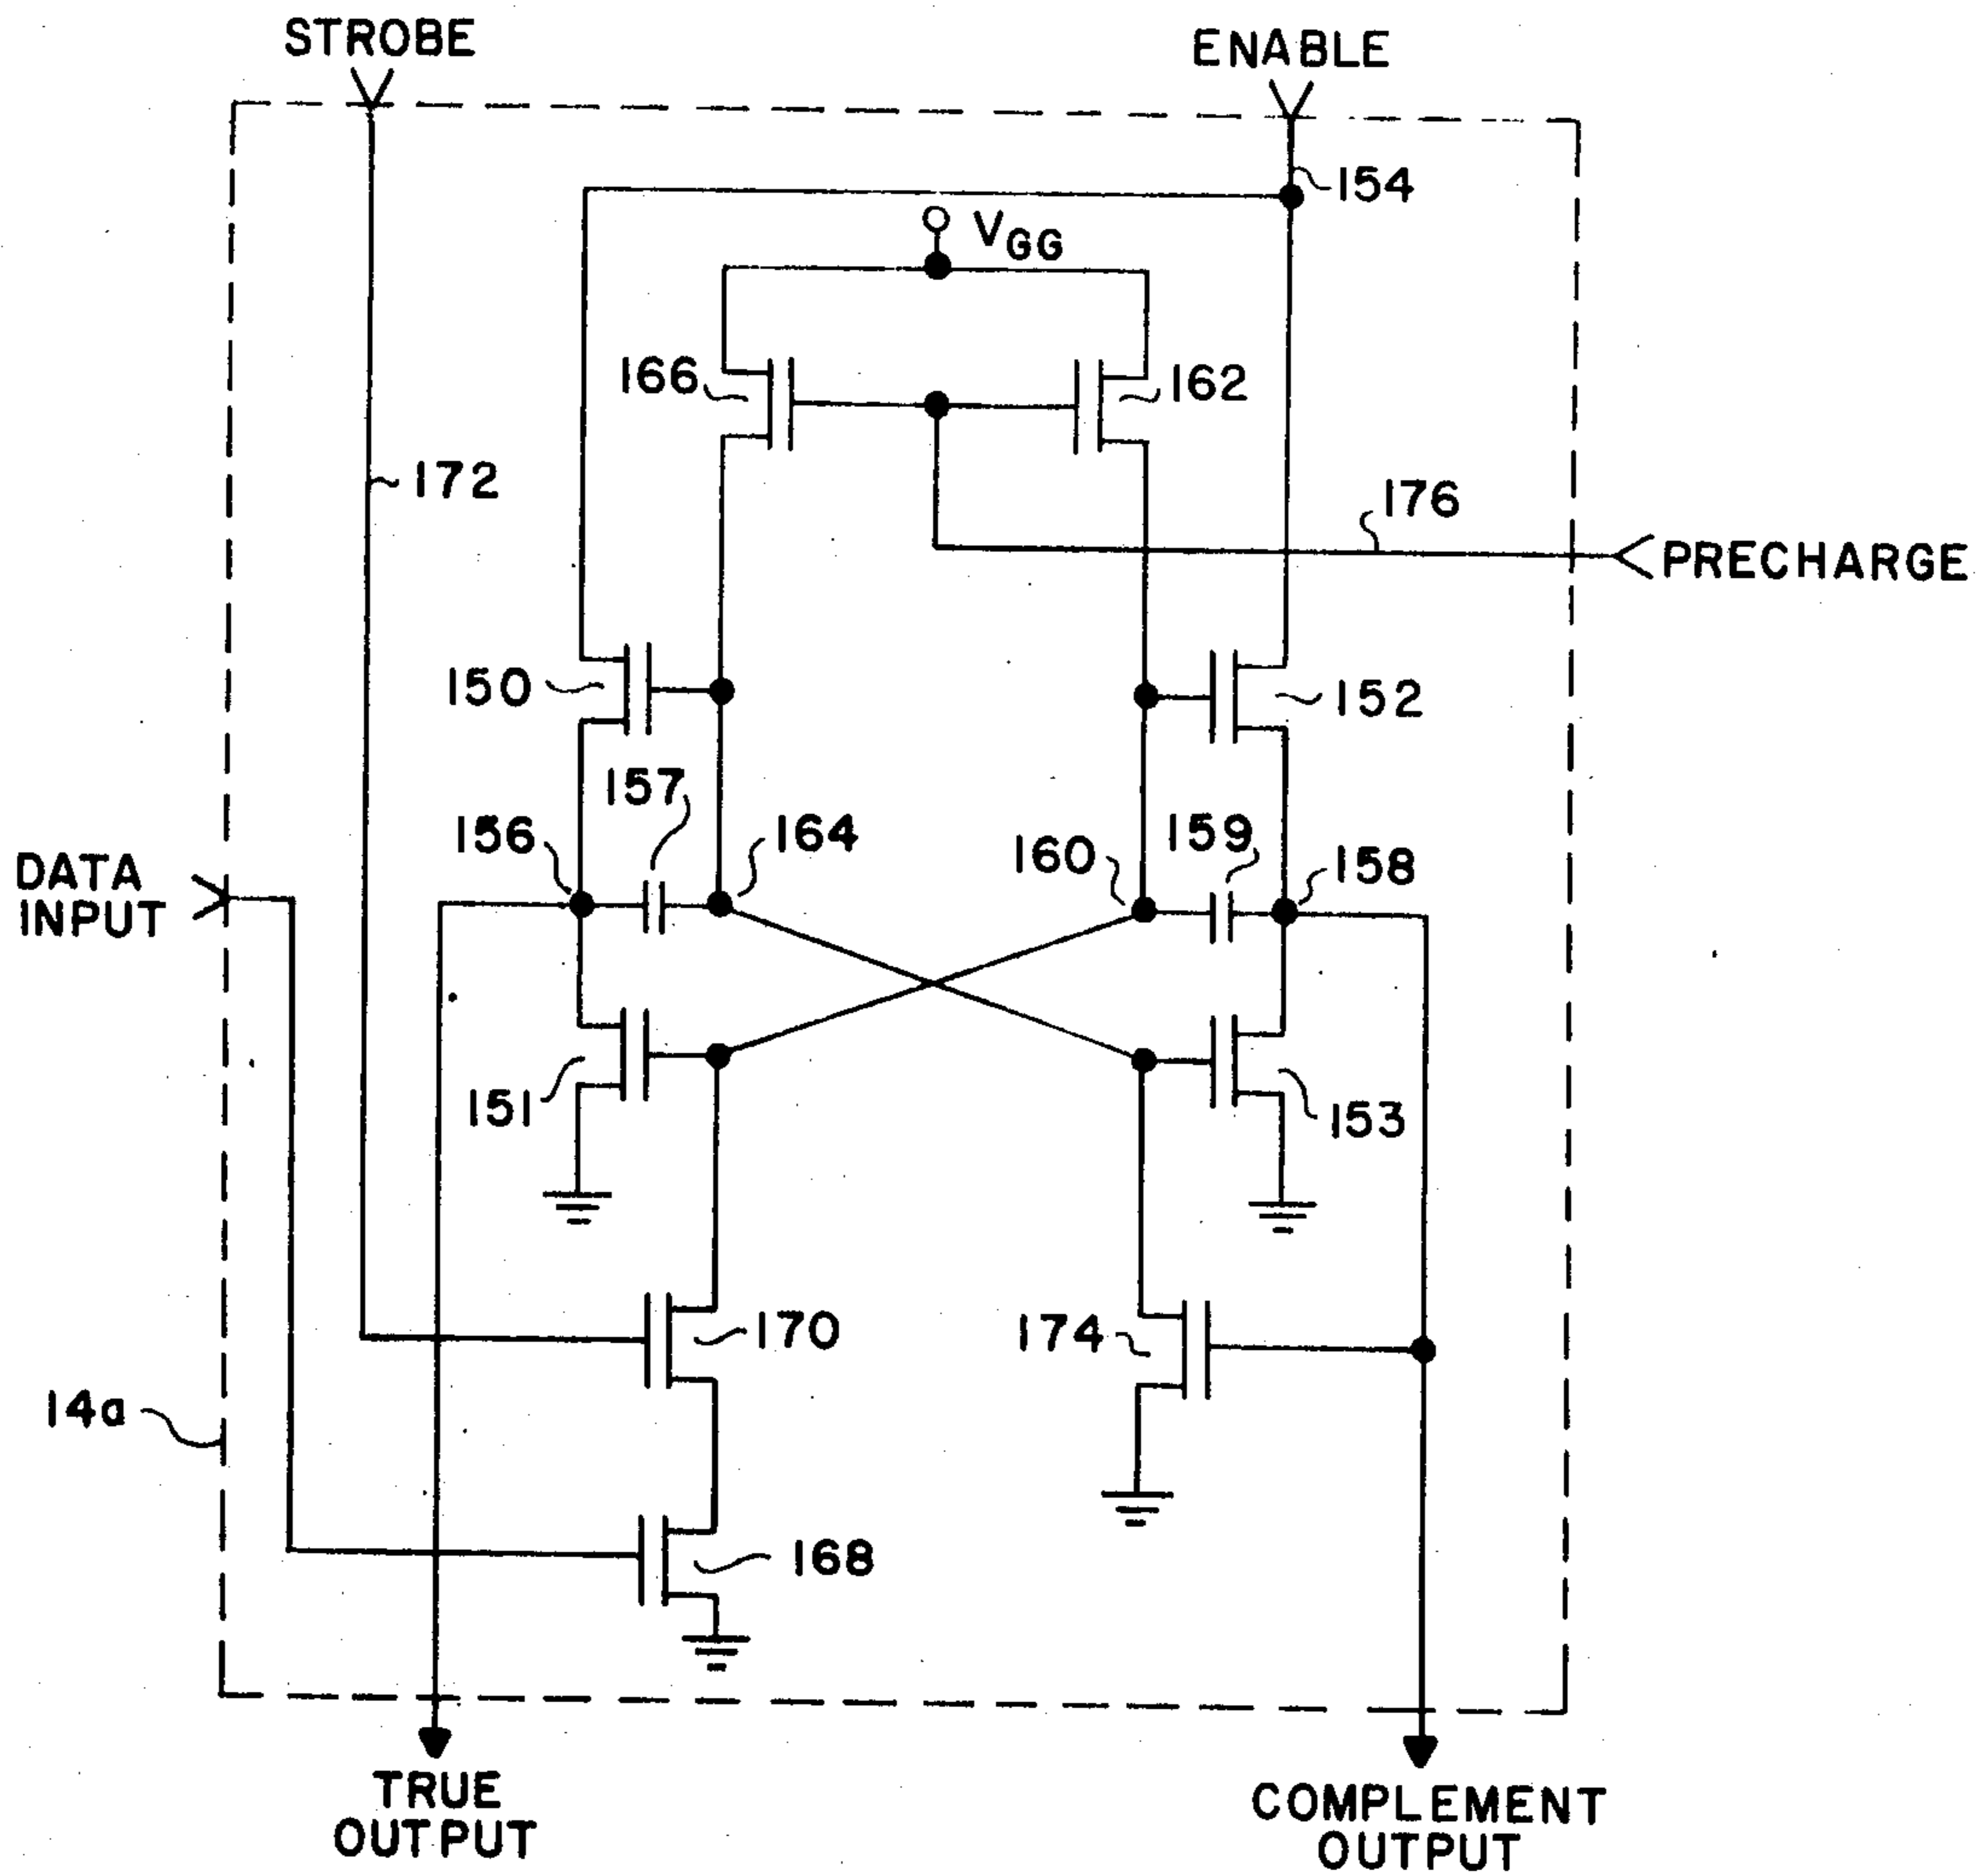 STROBE
ENABLE
154
VGG
166
162
172
176
PRECHARGE
150
152
157
156
164
160
159
158
DATA
INPUT
151
153
170
174
14a
168
TRUE
OUTPUT
COMPLEMENT
OUTPUT